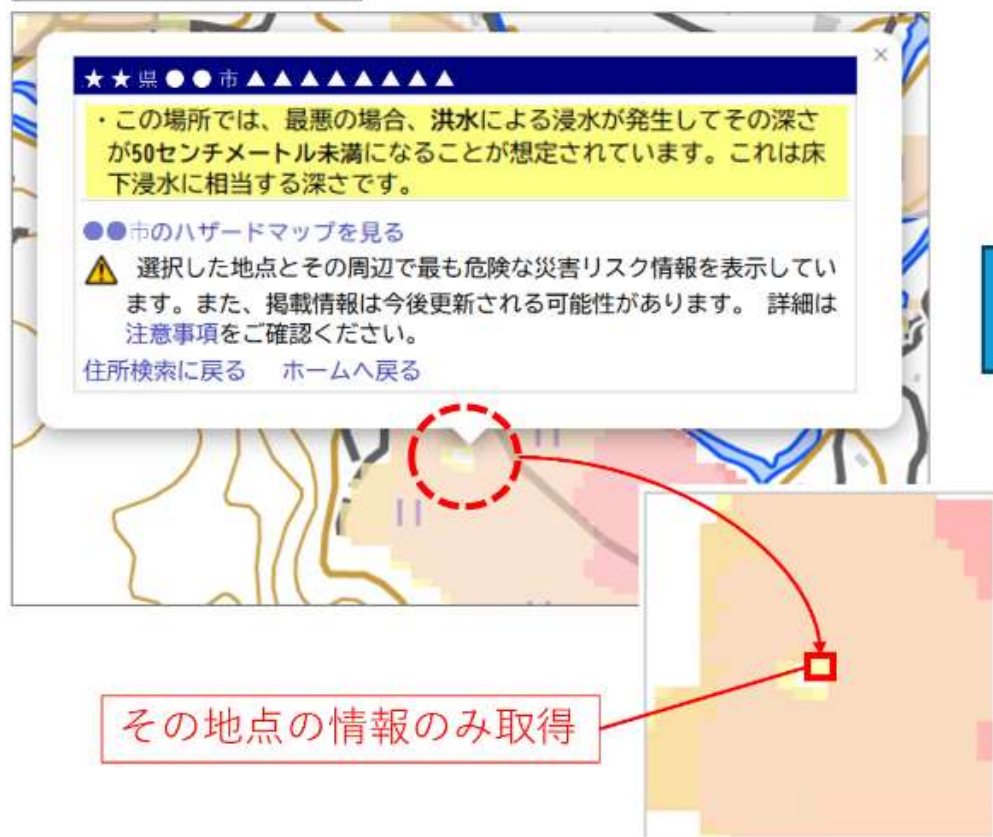 ★★県●●市▲▲▲▲▲▲▲▲
・この場所では、最悪の場合、洪水による浸水が発生してその深さ
が50センチメートル未満になることが想定されています。これは床
下浸水に相当する深さです。
●●市のハザードマップを見る
選択した地点とその周辺で最も危険な災害リスク情報を表示してい
ます。また、掲載情報は今後更新される可能性があります。 詳細は
注意事項をご確認ください。
住所検索に戻る ホームへ戻る
その地点の情報のみ取得